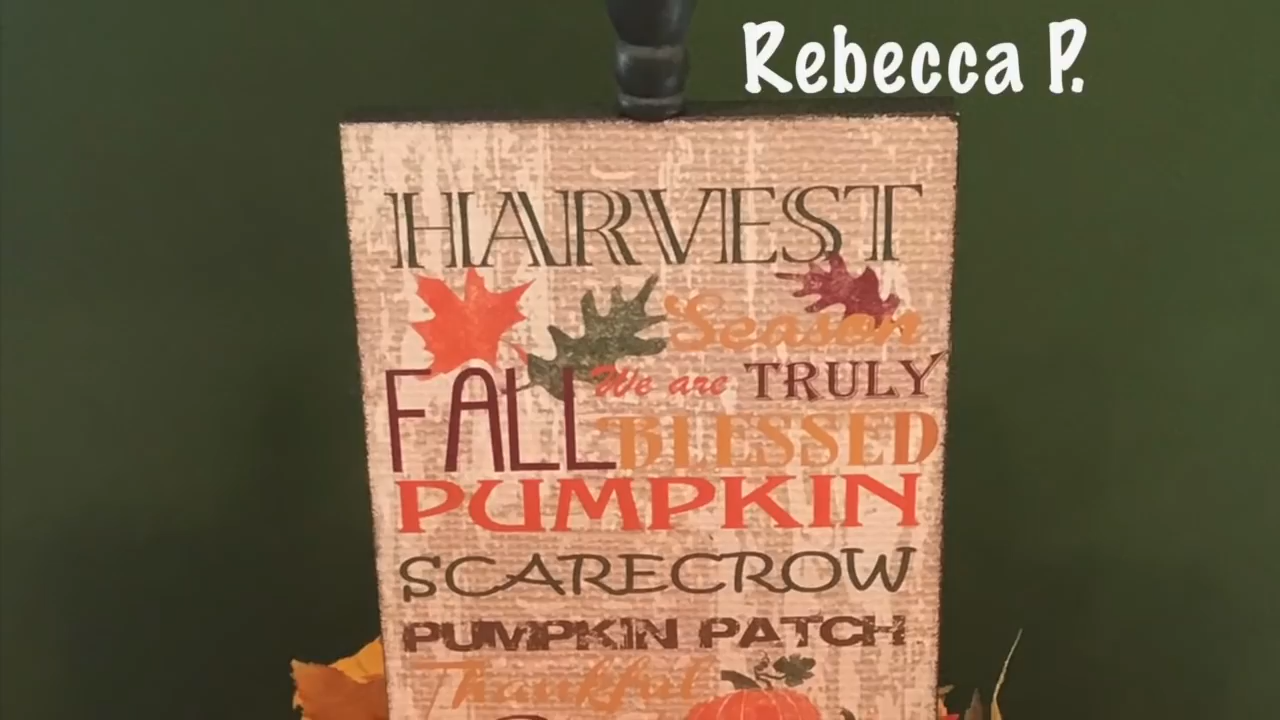 Rebecca P.
HARVEST
Season
FALL We are TRULY
BLESSED
PUMPKIN
SCARECROW
PUMPKIN PATCH
Thankful